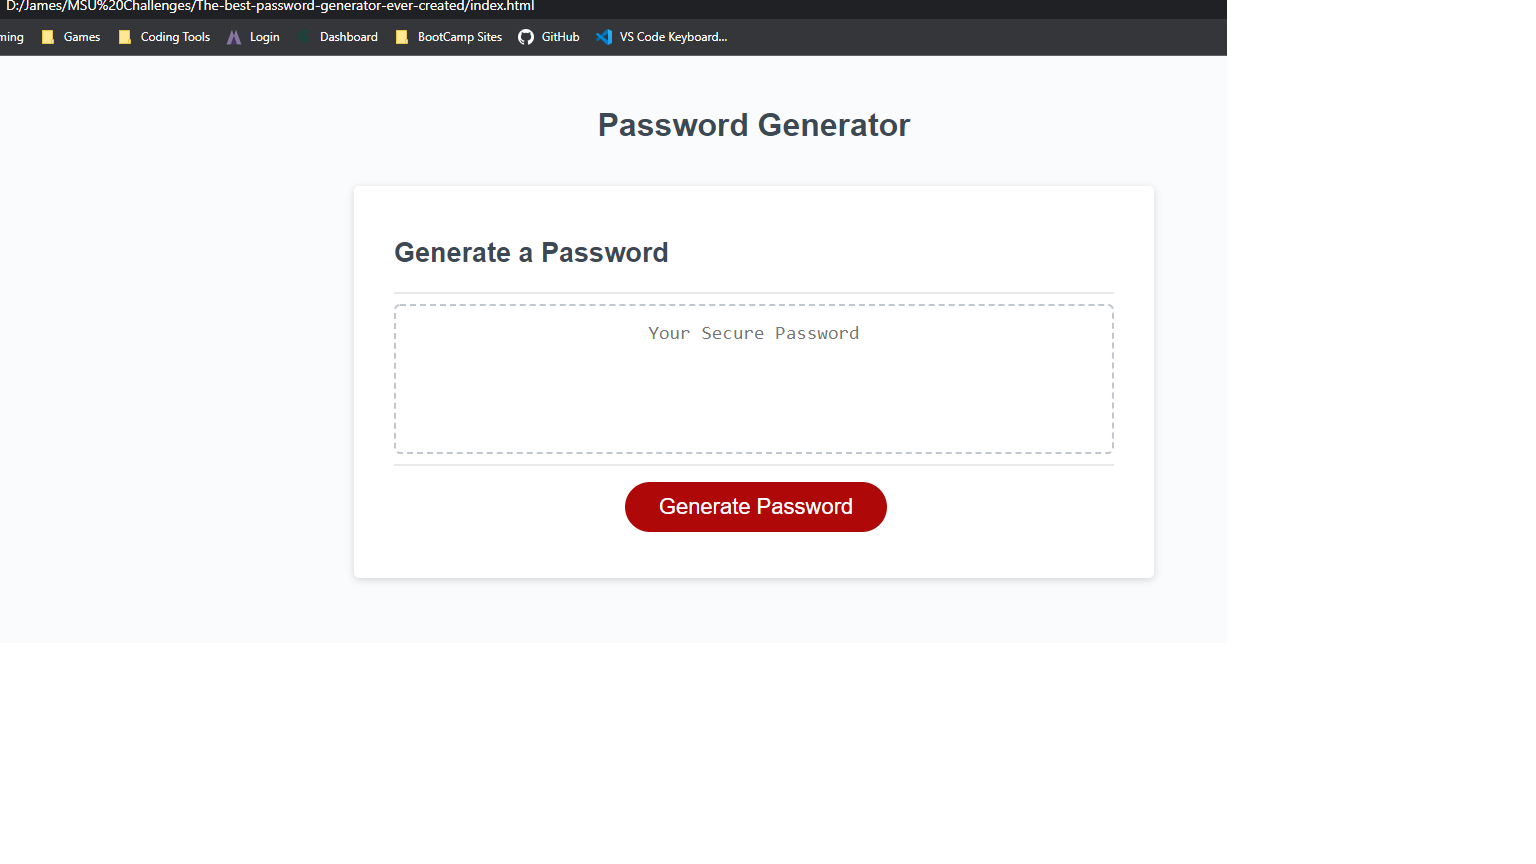 D:/James/MSU%20Challenges/The-best-password-generator-ever-created/index.html
ming Games Coding Tools Login Dashboard BootCamp Sites GitHub VS Code Keyboard...
Password Generator
Generate a Password
Your Secure Password
Generate Password